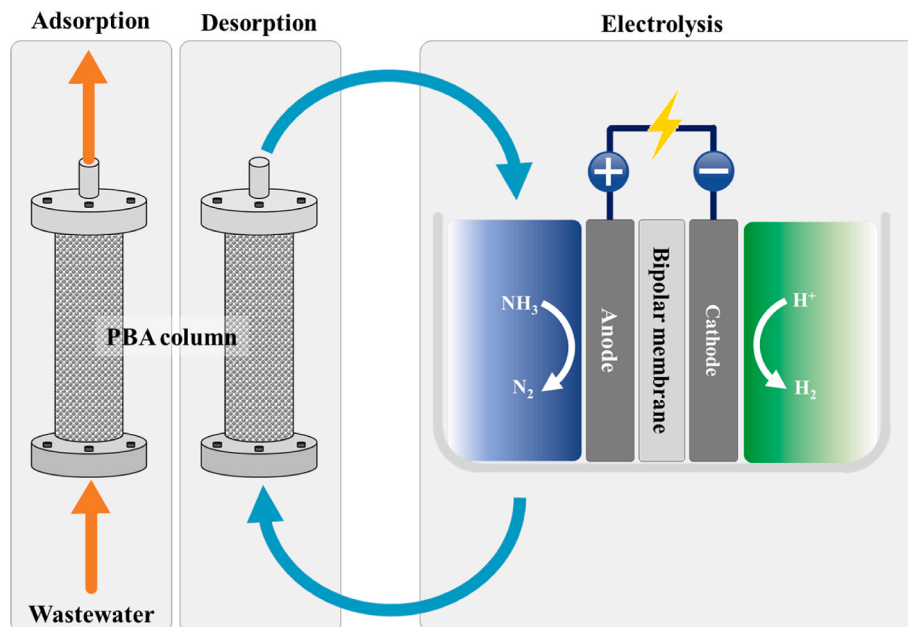 Adsorption
Desorption
Electrolysis
PBA column
Wastewater
+
−
NH₃
N₂
Anode
Bipolar membrane
Cathode
H⁺
H₂